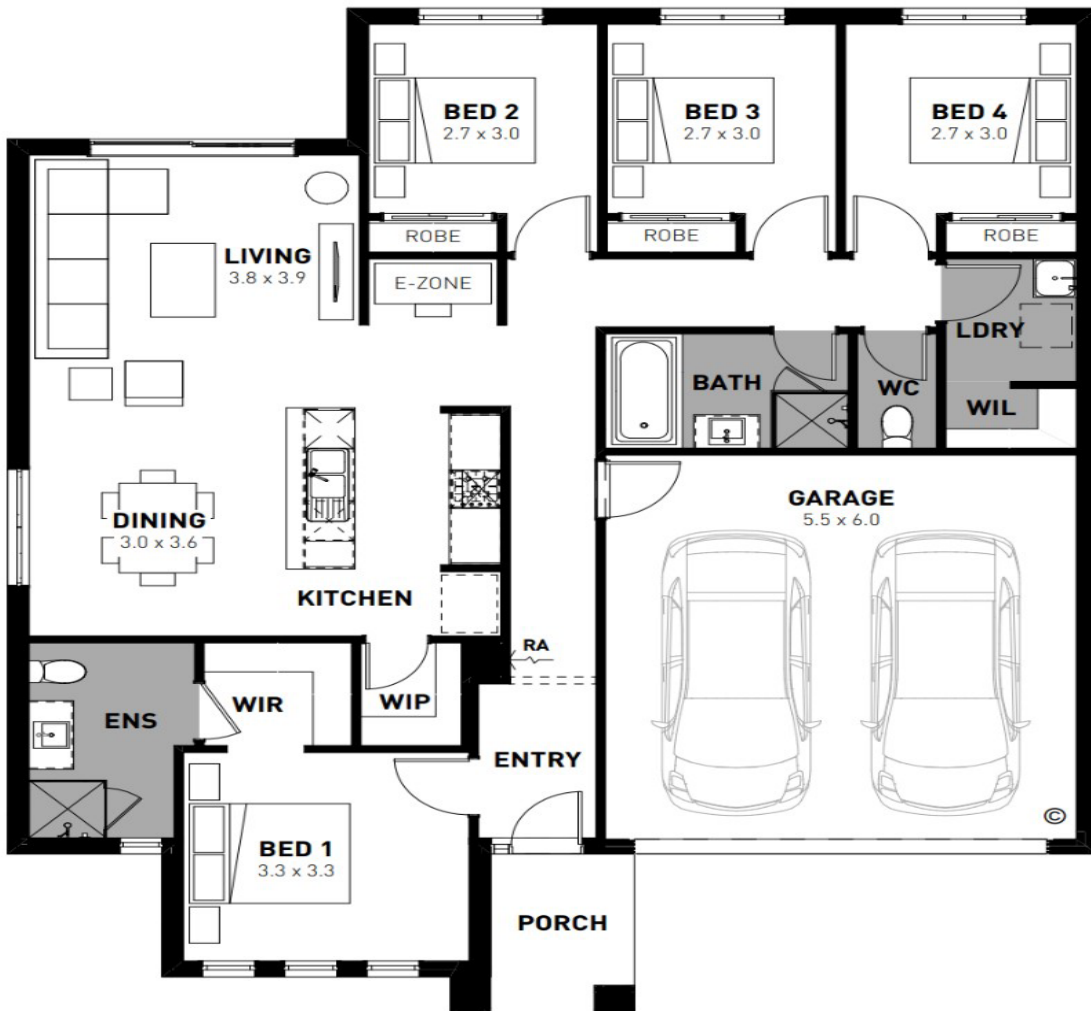 BED 2
2.7 x 3.0
BED 3
2.7 x 3.0
BED 4
2.7 x 3.0
ROBE
ROBE
ROBE
LIVING
3.8 x 3.9
E-ZONE
LDRY
BATH
WC
WIL
DINING
3.0 x 3.6
GARAGE
5.5 x 6.0
KITCHEN
RA
ENS
WIR
WIP
ENTRY
©
BED 1
3.3 x 3.3
PORCH